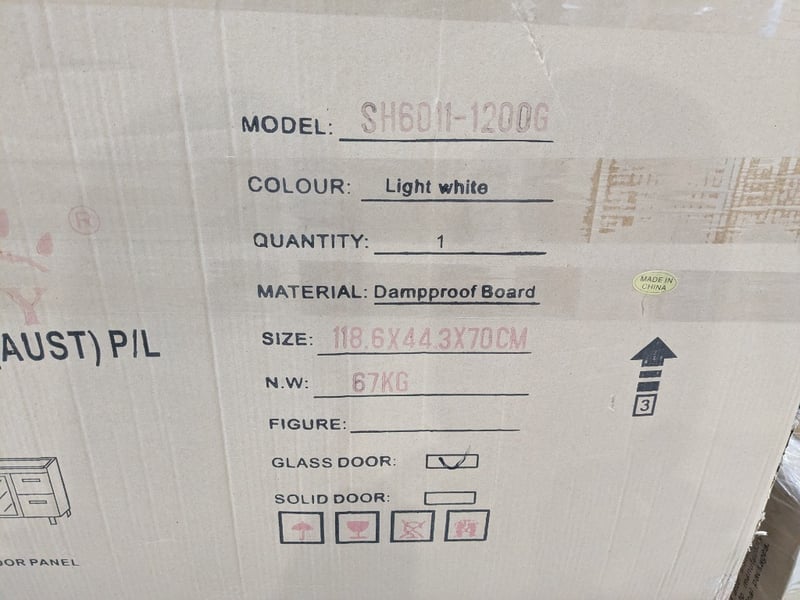 MODEL: SH6011-1200G
COLOUR: Light white
®
QUANTITY: 1
MATERIAL: Dampproof Board
MADE IN
CHINA
Y
(AUST) P/L
SIZE: 118.6X44.3X70CM
N.W: 67KG
3
FIGURE:
GLASS DOOR:
SOLID DOOR:
OOR PANEL